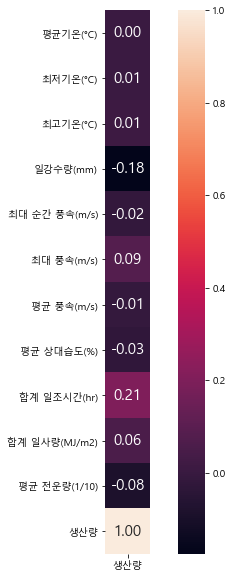 평균기온(°C) 0.00
최저기온(°C) 0.01
최고기온(°C) 0.01
일강수량(mm) -0.18
최대 순간 풍속(m/s) -0.02
최대 풍속(m/s) 0.09
평균 풍속(m/s) -0.01
평균 상대습도(%) -0.03
합계 일조시간(hr) 0.21
합계 일사량(MJ/m2) 0.06
평균 전운량(1/10) -0.08
생산량 1.00
생산량
1.0
0.8
0.6
0.4
0.2
0.0